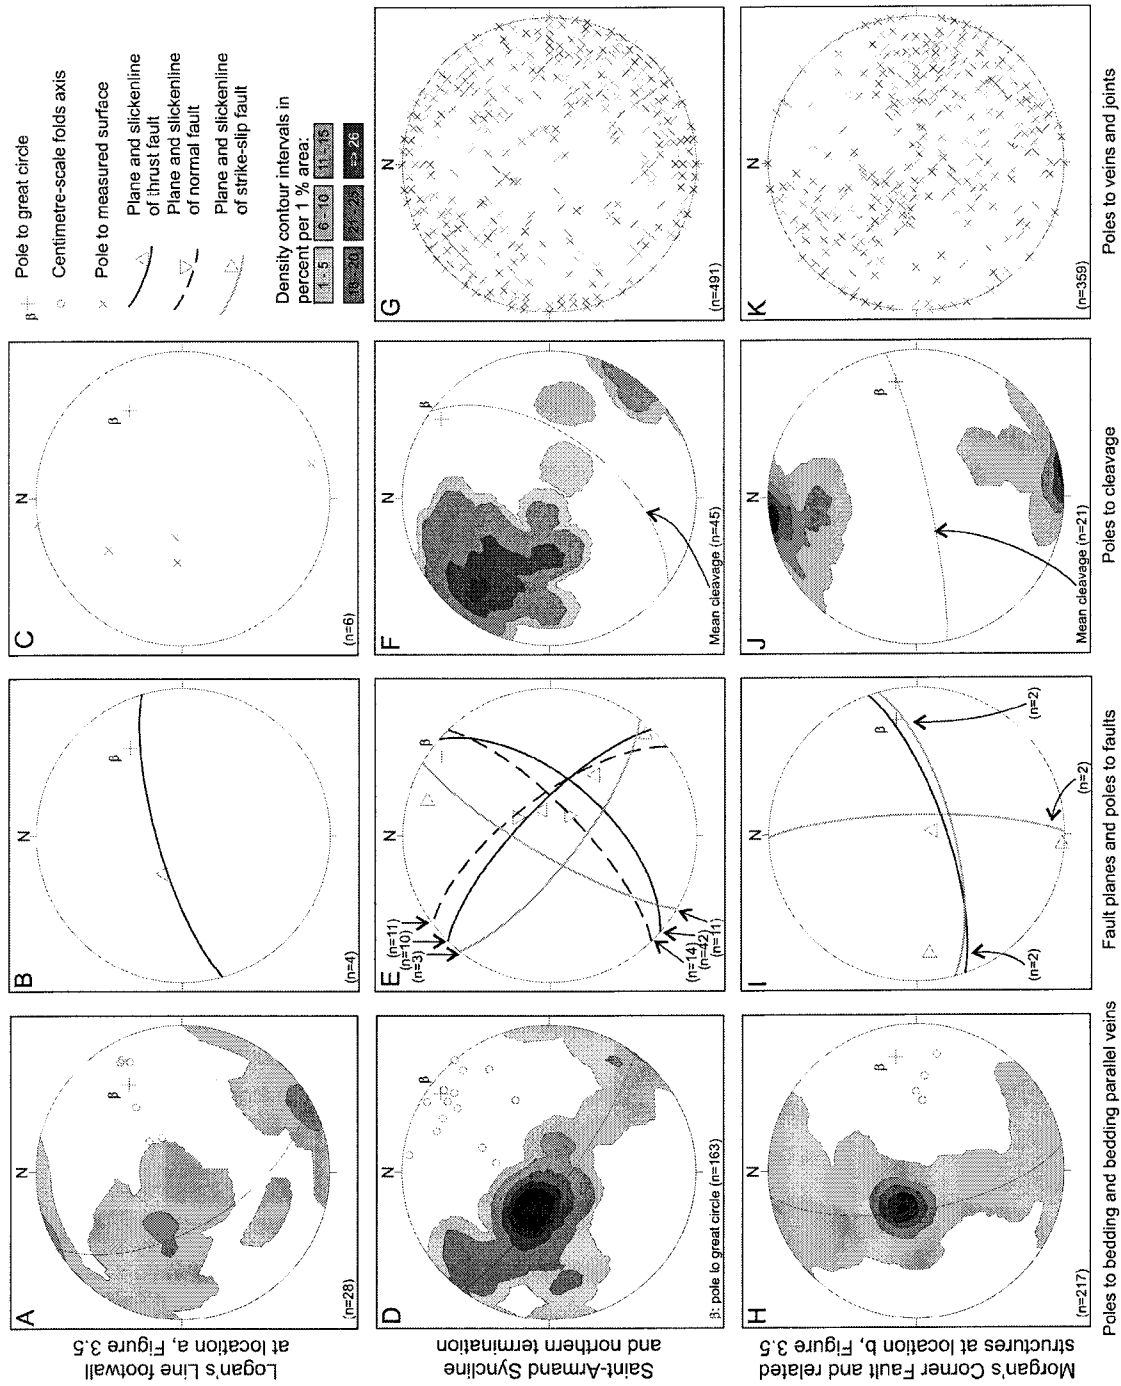 A
N
β
(n=28)
B
N
β
(n=4)
C
N
β
(n=6)
β Pole to great circle
Centimetre-scale folds axis
Pole to measured surface
Plane and slickenline
of thrust fault
Plane and slickenline
of normal fault
Plane and slickenline
of strike-slip fault
Density contour intervals in
percent per 1 % area:
1 - 5
6 - 10
11 - 15
16 - 20
21 - 25
=> 26
Logan's Line footwall
at location a, Figure 3.5
D
N
β
β: pole to great circle (n=163)
E
N
β
(n=11)
(n=10)
(n=3)
(n=14)
(n=42)
(n=11)
F
N
β
Mean cleavage (n=45)
G
N
(n=491)
Saint-Armand Syncline
and northern termination
H
N
β
(n=217)
I
N
β
(n=2)
(n=2)
(n=2)
J
N
β
Mean cleavage (n=21)
K
N
(n=359)
Morgan's Corner Fault and related
structures at location b, Figure 3.5
Poles to bedding and bedding parallel veins
Fault planes and poles to faults
Poles to cleavage
Poles to veins and joints